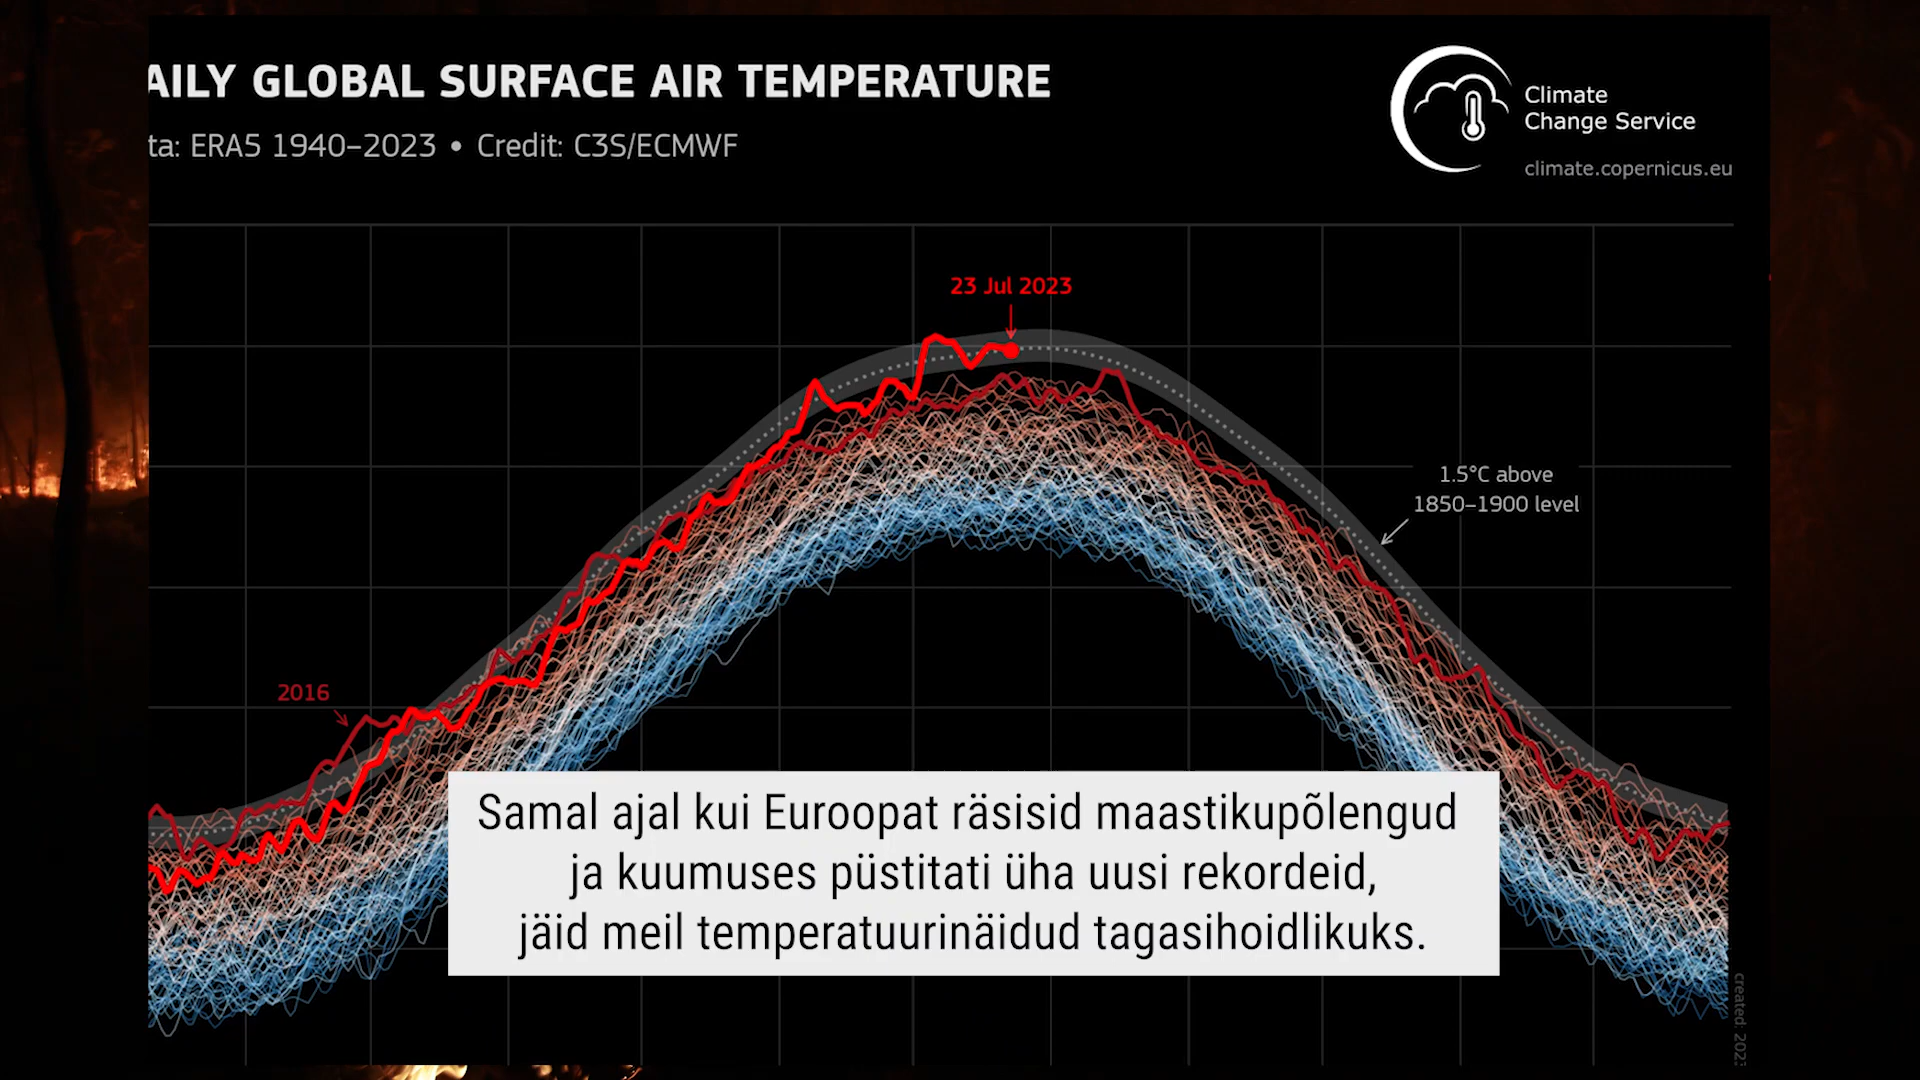 AILY GLOBAL SURFACE AIR TEMPERATURE
ta: ERA5 1940–2023 • Credit: C3S/ECMWF
Climate
Change Service
climate.copernicus.eu
23 Jul 2023
1.5°C above
1850–1900 level
2016
Samal ajal kui Euroopat räsisid maastikupõlengud
ja kuumuses püstitati üha uusi rekordeid,
jäid meil temperatuurinäidud tagasihoidlikuks.
created: 202